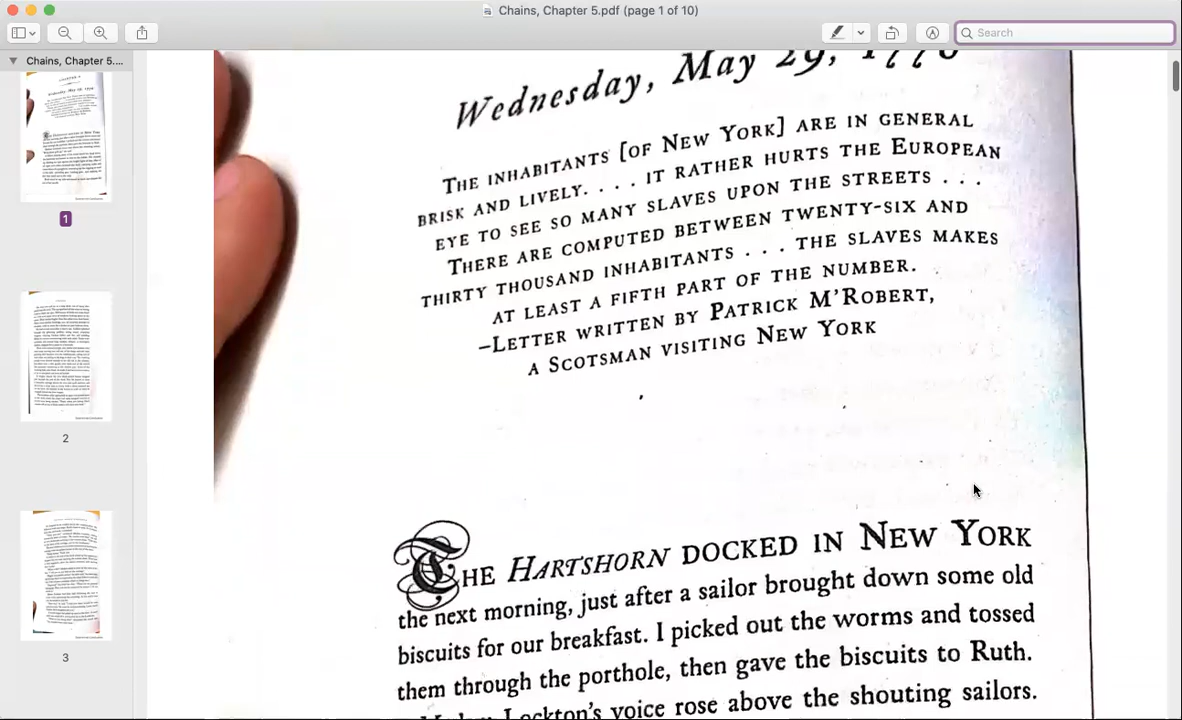 Chains, Chapter 5.pdf (page 1 of 10)
Search
Chains, Chapter 5....
1
2
3
Wednesday, May 29, 1776
THE INHABITANTS [OF NEW YORK] ARE IN GENERAL
BRISK AND LIVELY. . . . IT RATHER HURTS THE EUROPEAN
EYE TO SEE SO MANY SLAVES UPON THE STREETS . . .
THERE ARE COMPUTED BETWEEN TWENTY-SIX AND
THIRTY THOUSAND INHABITANTS . . . THE SLAVES MAKES
AT LEAST A FIFTH PART OF THE NUMBER.
–LETTER WRITTEN BY PATRICK M'ROBERT,
A SCOTSMAN VISITING NEW YORK
THE HARTSHORN DOCKED IN NEW YORK
the next morning, just after a sailor brought down some old
biscuits for our breakfast. I picked out the worms and tossed
them through the porthole, then gave the biscuits to Ruth.
Lockton's voice rose above the shouting sailors.